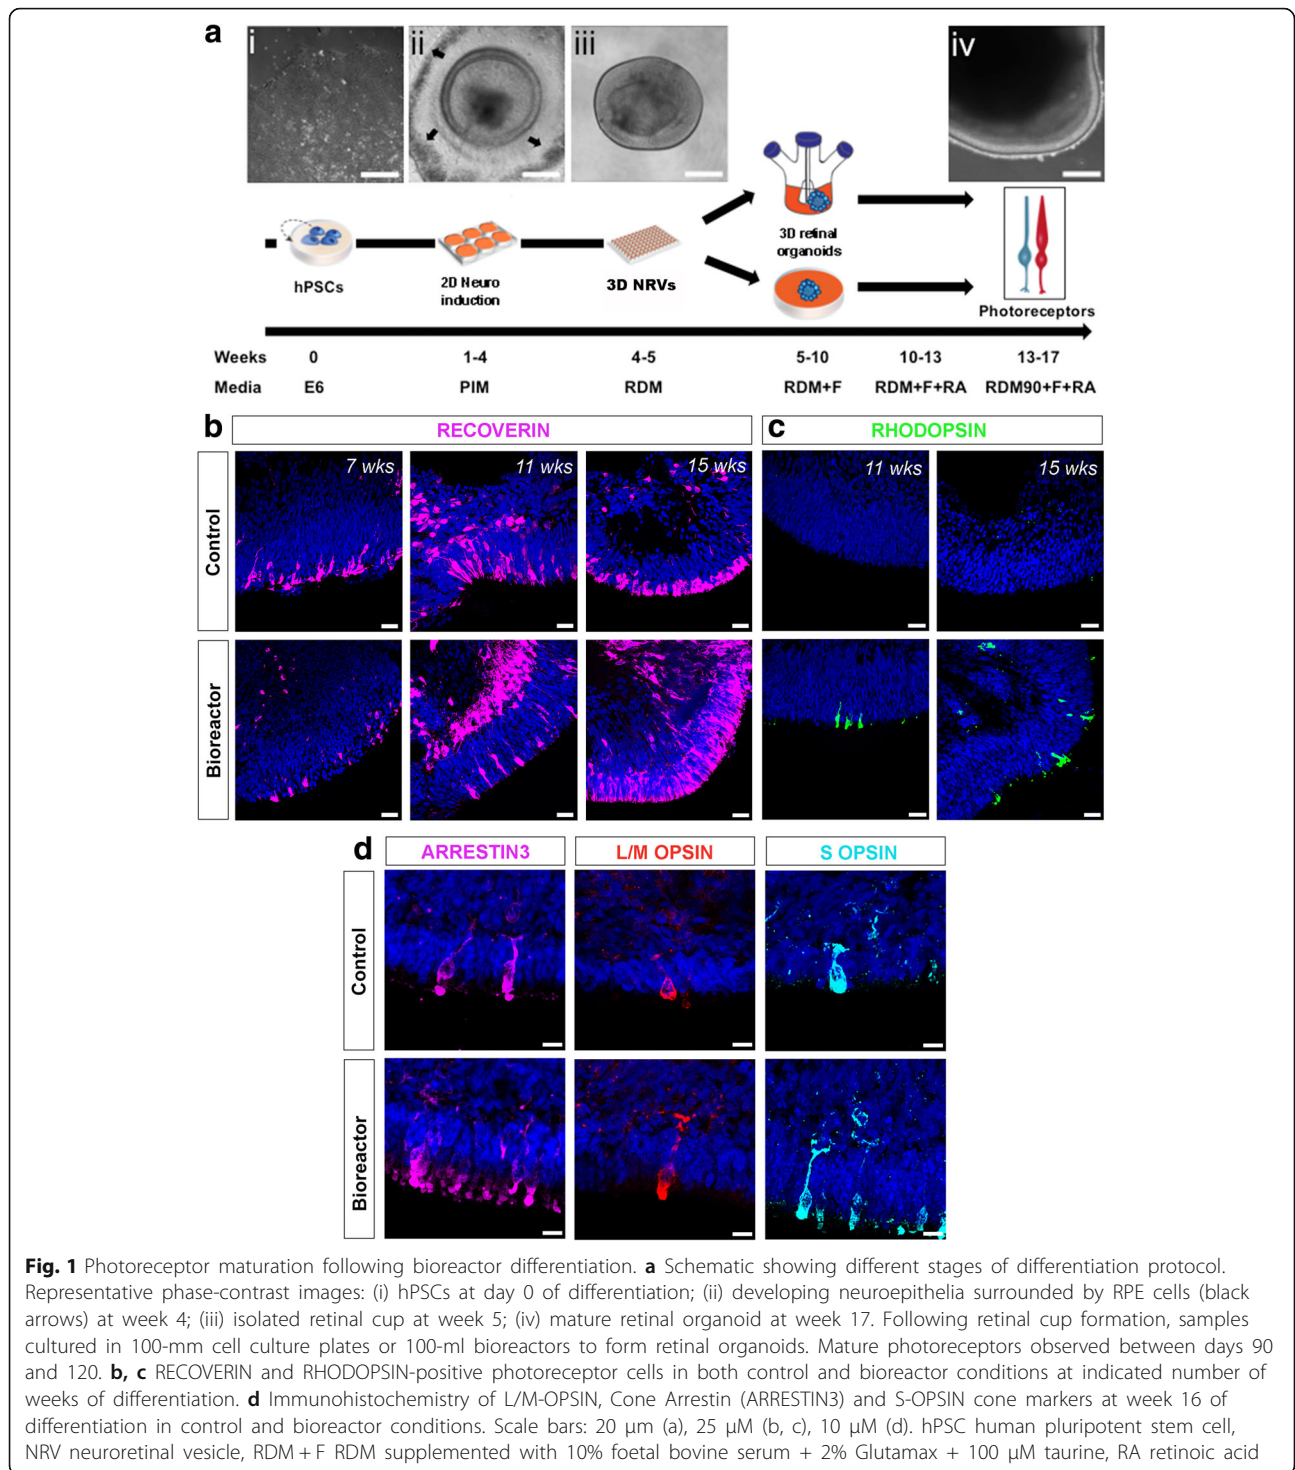 a
i
ii
iii
iv
hPSCs
2D Neuro
induction
3D NRVs
3D retinal
organoids
Photoreceptors
Weeks 0 1-4 4-5 5-10 10-13 13-17
Media E6 PIM RDM RDM+F RDM+F+RA RDM90+F+RA
b RECOVERIN c RHODOPSIN
7 wks 11 wks 15 wks 11 wks 15 wks
Control
Bioreactor
d ARRESTIN3 L/M OPSIN S OPSIN
Control
Bioreactor
Fig. 1 Photoreceptor maturation following bioreactor differentiation. a Schematic showing different stages of differentiation protocol.
Representative phase-contrast images: (i) hPSCs at day 0 of differentiation; (ii) developing neuroepithelia surrounded by RPE cells (black
arrows) at week 4; (iii) isolated retinal cup at week 5; (iv) mature retinal organoid at week 17. Following retinal cup formation, samples
cultured in 100-mm cell culture plates or 100-ml bioreactors to form retinal organoids. Mature photoreceptors observed between days 90
and 120. b, c RECOVERIN and RHODOPSIN-positive photoreceptor cells in both control and bioreactor conditions at indicated number of
weeks of differentiation. d Immunohistochemistry of L/M-OPSIN, Cone Arrestin (ARRESTIN3) and S-OPSIN cone markers at week 16 of
differentiation in control and bioreactor conditions. Scale bars: 20 μm (a), 25 μM (b, c), 10 μM (d). hPSC human pluripotent stem cell,
NRV neuroretinal vesicle, RDM + F RDM supplemented with 10% foetal bovine serum + 2% Glutamax + 100 μM taurine, RA retinoic acid